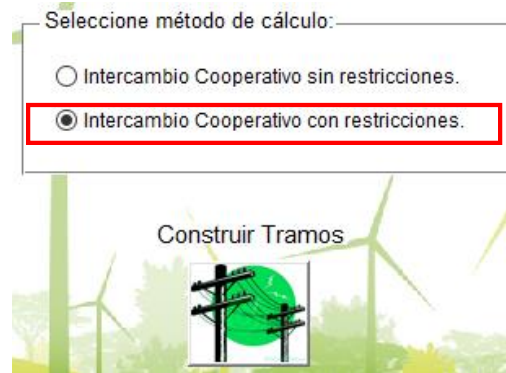 Seleccione método de cálculo:
Intercambio Cooperativo sin restricciones.
Intercambio Cooperativo con restricciones.
Construir Tramos